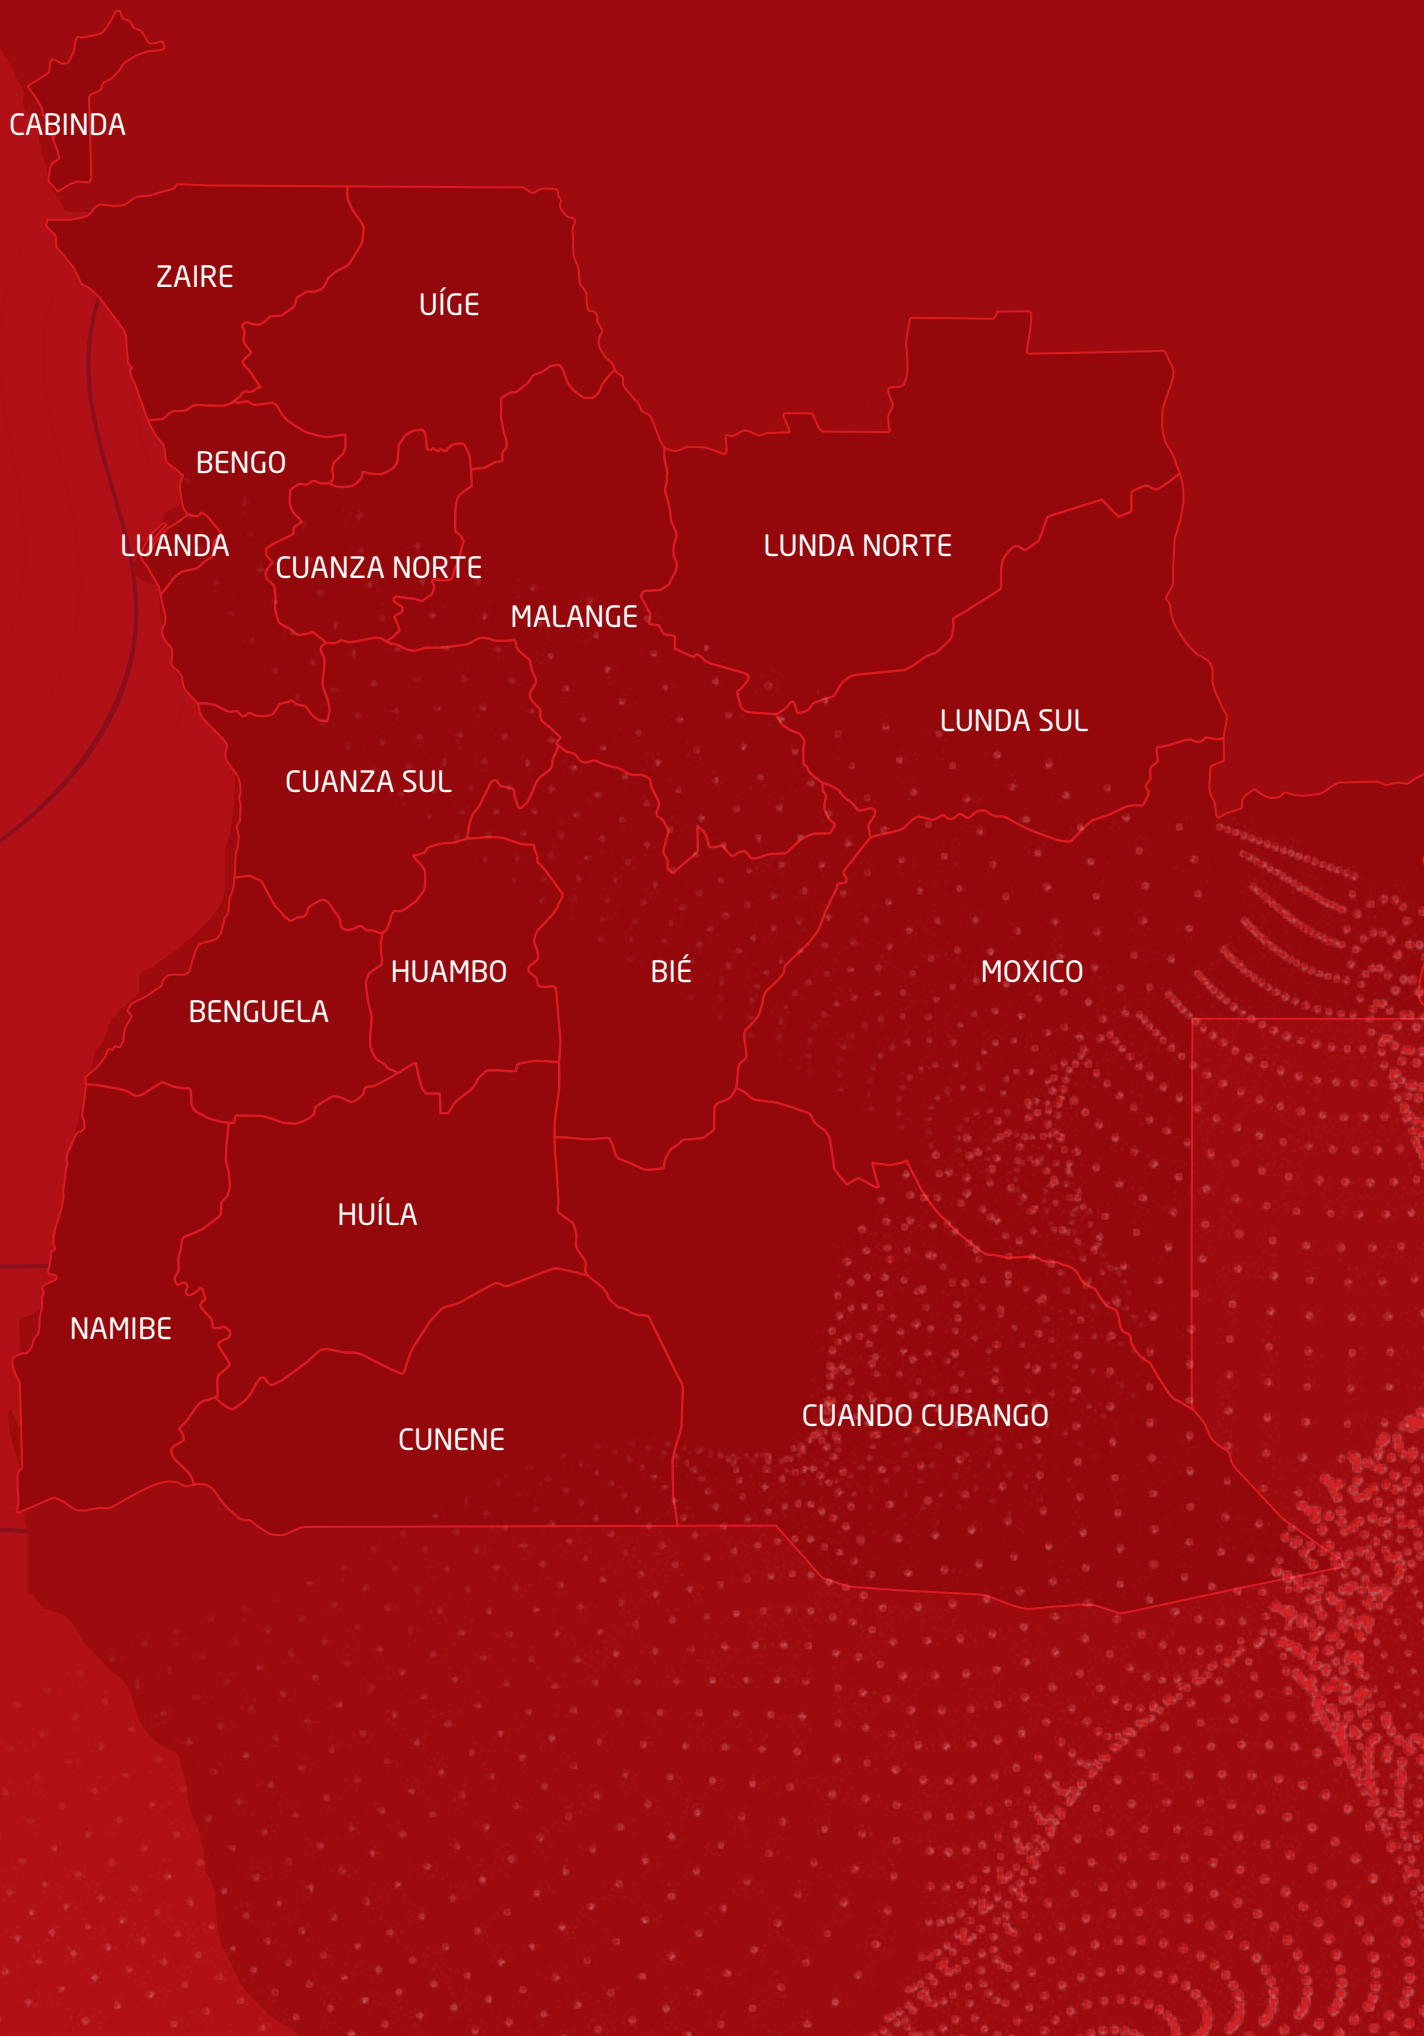 CABINDA
ZAIRE
UÍGE
BENGO
LUANDA
CUANZA NORTE
LUNDA NORTE
MALANGE
LUNDA SUL
CUANZA SUL
HUAMBO
BIÉ
MOXICO
BENGUELA
HUÍLA
NAMIBE
CUANDO CUBANGO
CUNENE